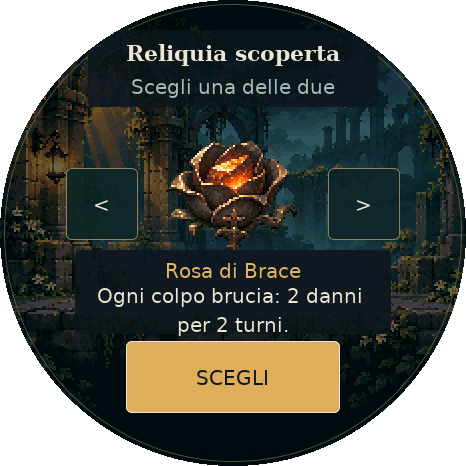 Reliquia scoperta
Scegli una delle due
< >
Rosa di Brace
Ogni colpo brucia: 2 danni
per 2 turni.
SCEGLI